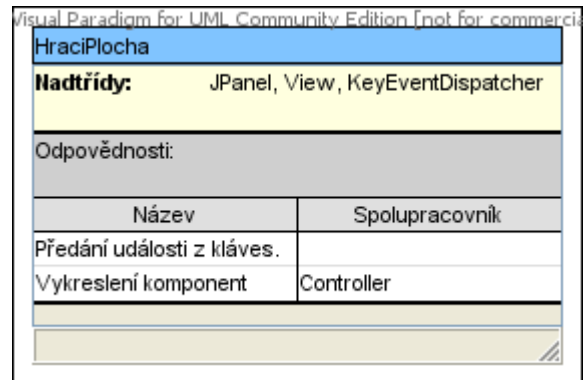 Visual Paradigm for UML Community Edition [not for commercia
HraciPlocha
Nadtřídy: JPanel, View, KeyEventDispatcher
Odpovědnosti:
Název Spolupracovník
Předání události z kláves.
Vykreslení komponent Controller